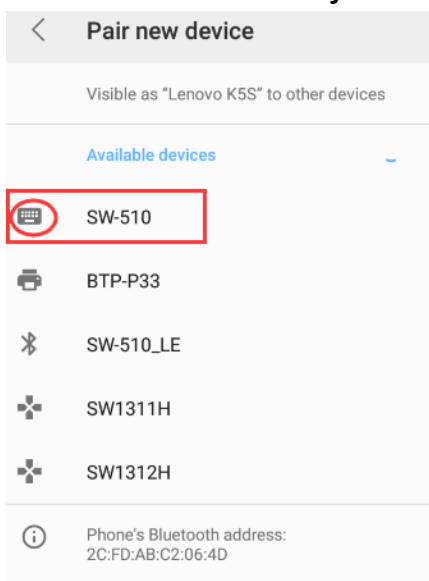 Pair new device
Visible as "Lenovo K5S" to other devices
Available devices
SW-510
BTP-P33
SW-510_LE
SW1311H
SW1312H
Phone's Bluetooth address:
2C:FD:AB:C2:06:4D